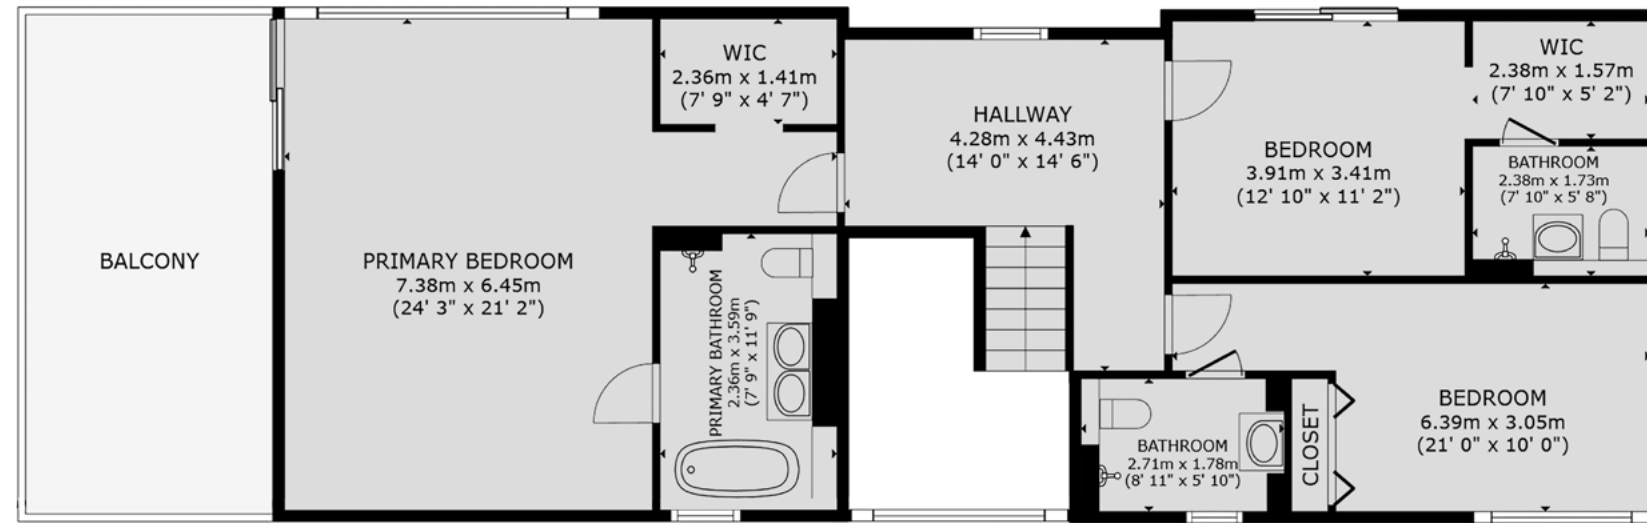 BALCONY
PRIMARY BEDROOM
7.38m x 6.45m
(24' 3" x 21' 2")
WIC
2.36m x 1.41m
(7' 9" x 4' 7")
PRIMARY BATHROOM
2.36m x 3.59m
(7' 9" x 11' 9")
HALLWAY
4.28m x 4.43m
(14' 0" x 14' 6")
BEDROOM
3.91m x 3.41m
(12' 10" x 11' 2")
WIC
2.38m x 1.57m
(7' 10" x 5' 2")
BATHROOM
2.38m x 1.73m
(7' 10" x 5' 8")
BATHROOM
2.71m x 1.78m
(8' 11" x 5' 10")
CLOSET
BEDROOM
6.39m x 3.05m
(21' 0" x 10' 0")